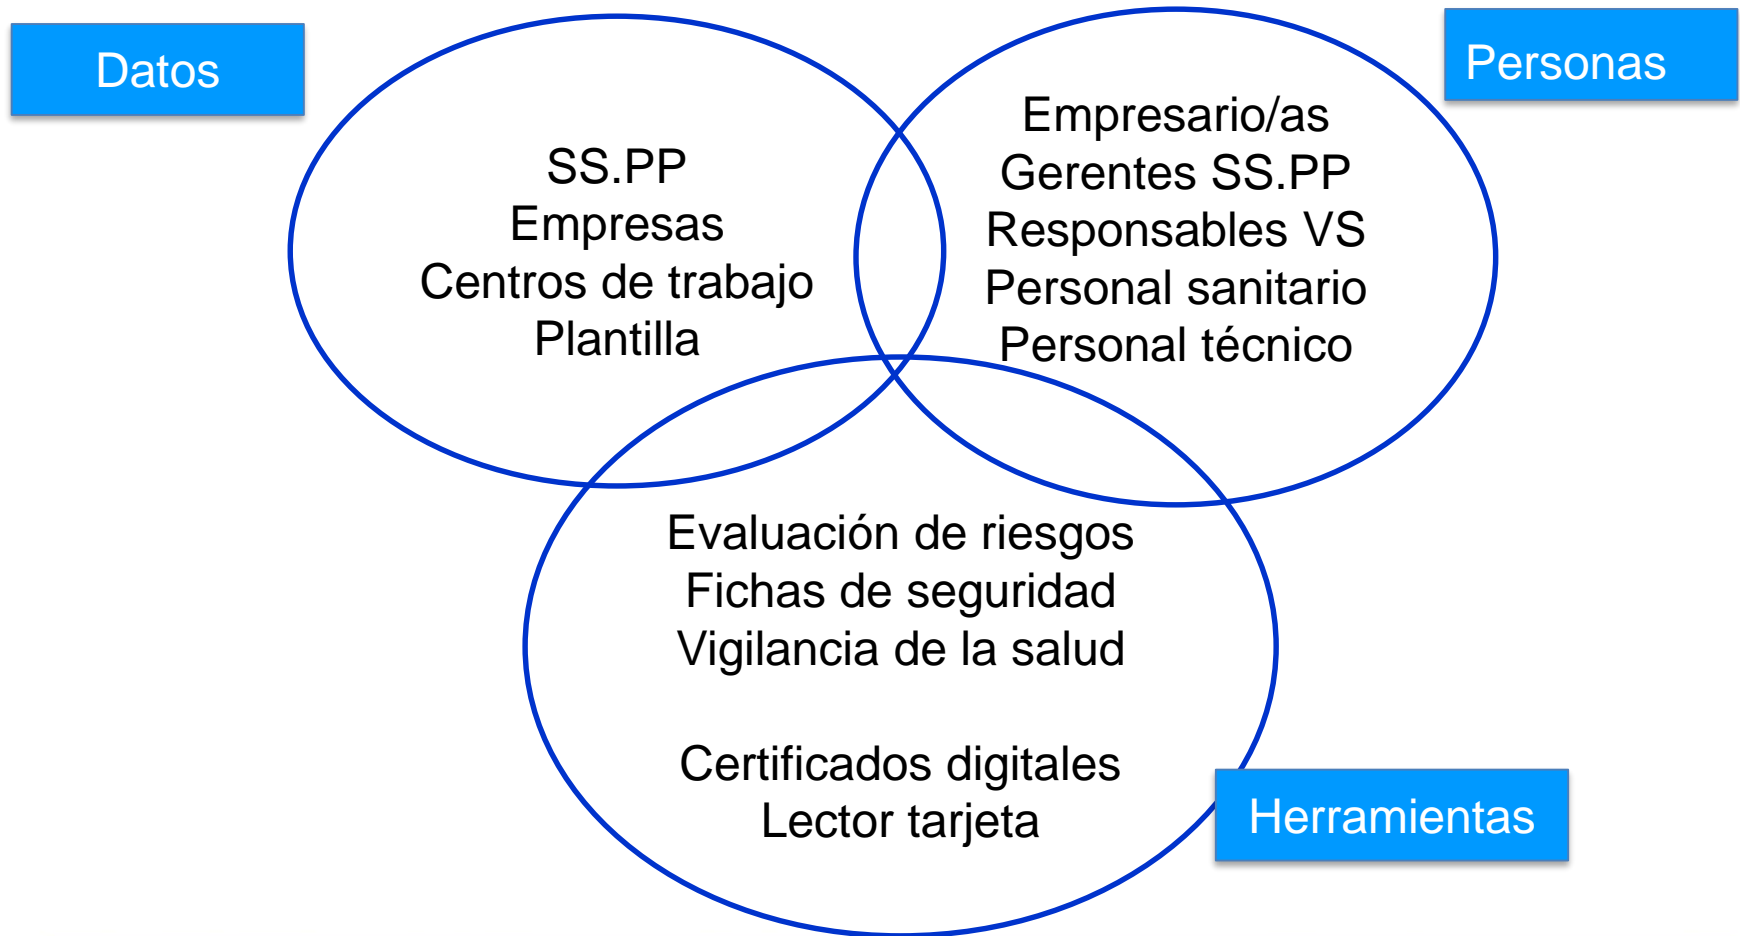 Datos
SS.PP
Empresas
Centros de trabajo
Plantilla
Personas
Empresario/as
Gerentes SS.PP
Responsables VS
Personal sanitario
Personal técnico
Evaluación de riesgos
Fichas de seguridad
Vigilancia de la salud
Certificados digitales
Lector tarjeta
Herramientas